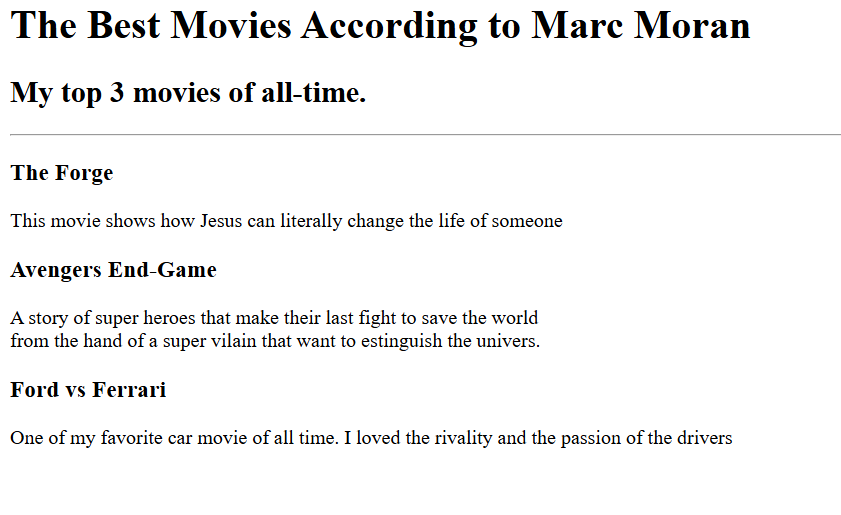 The Best Movies According to Marc Moran
My top 3 movies of all-time.
The Forge
This movie shows how Jesus can literally change the life of someone
Avengers End-Game
A story of super heroes that make their last fight to save the world
from the hand of a super vilain that want to estinguish the univers.
Ford vs Ferrari
One of my favorite car movie of all time. I loved the rivality and the passion of the drivers